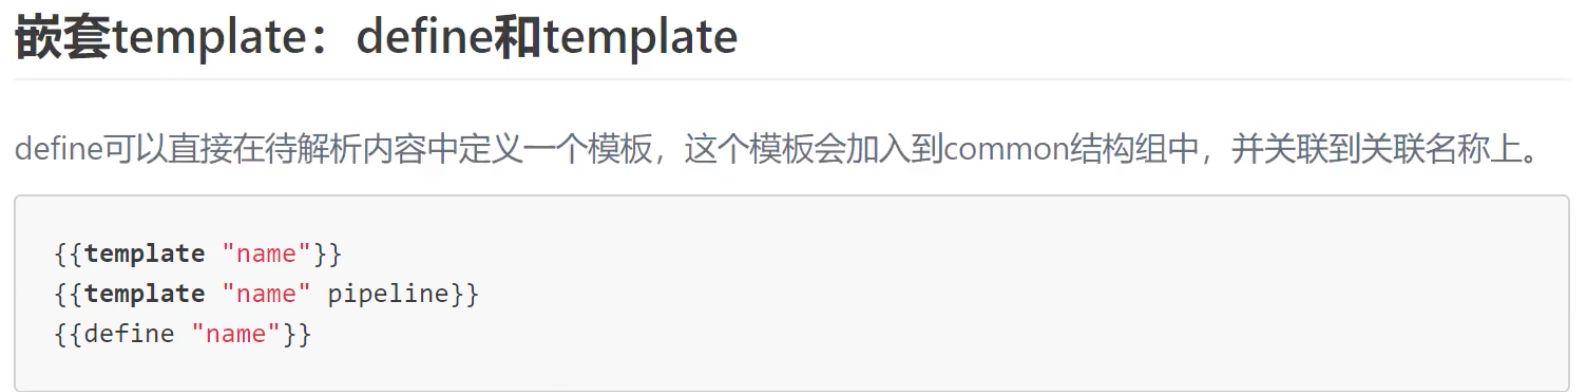 嵌套template：define和template
define可以直接在待解析内容中定义一个模板，这个模板会加入到common结构组中，并关联到关联名称上。
{{template "name"}}
{{template "name" pipeline}}
{{define "name"}}